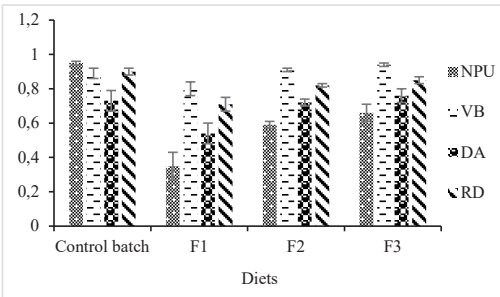 1,2
1
0,8
0,6
0,4
0,2
0
NPU
VB
DA
RD
Control batch F1 F2 F3
Diets